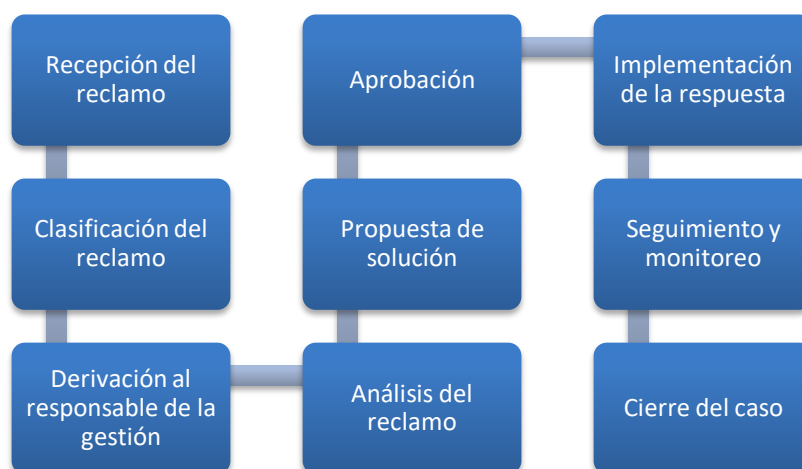 Recepción del
reclamo
Clasificación del
reclamo
Derivación al
responsable de la
gestión
Análisis del
reclamo
Propuesta de
solución
Aprobación
Implementación
de la respuesta
Seguimiento y
monitoreo
Cierre del caso